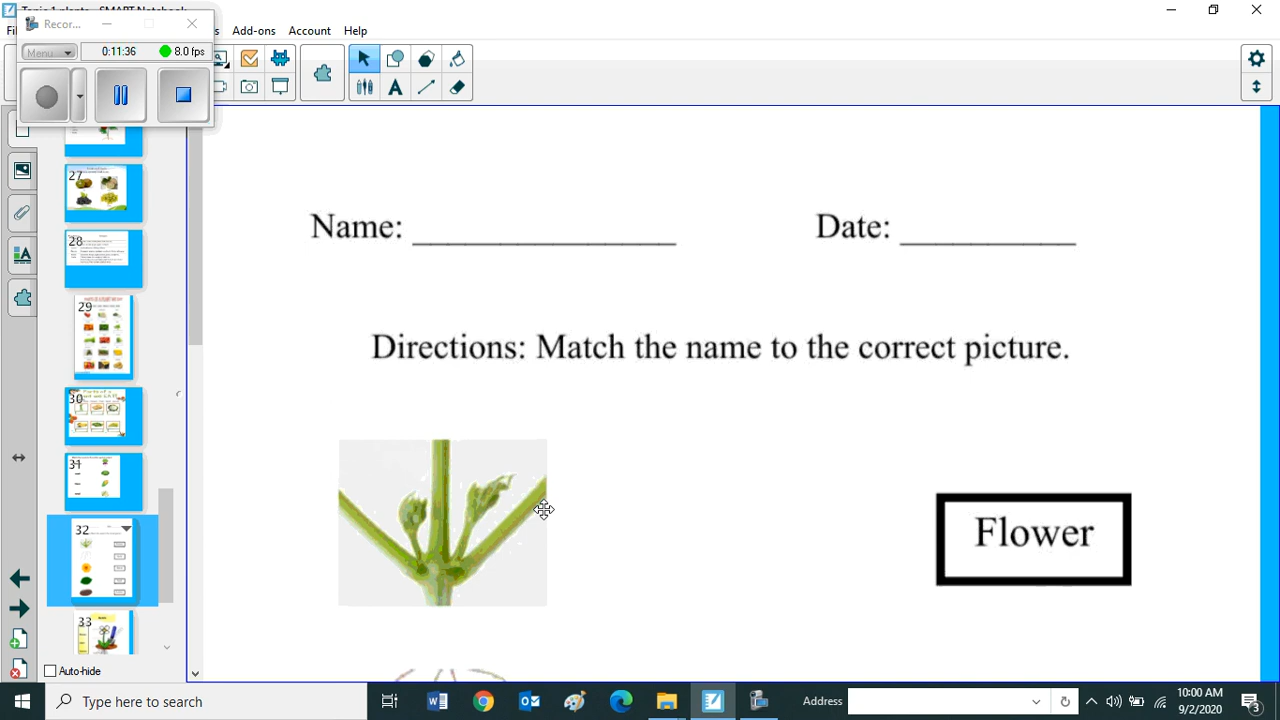 Recor...
Add-ons Account Help
Menu 0:11:36 8.0 fps
27
28
29
30
31
32
33
Name: _______________ Date: __________
Directions: Match the name to the correct picture.
Flower
Auto-hide
Type here to search
Address
10:00 AM
9/2/2020
3